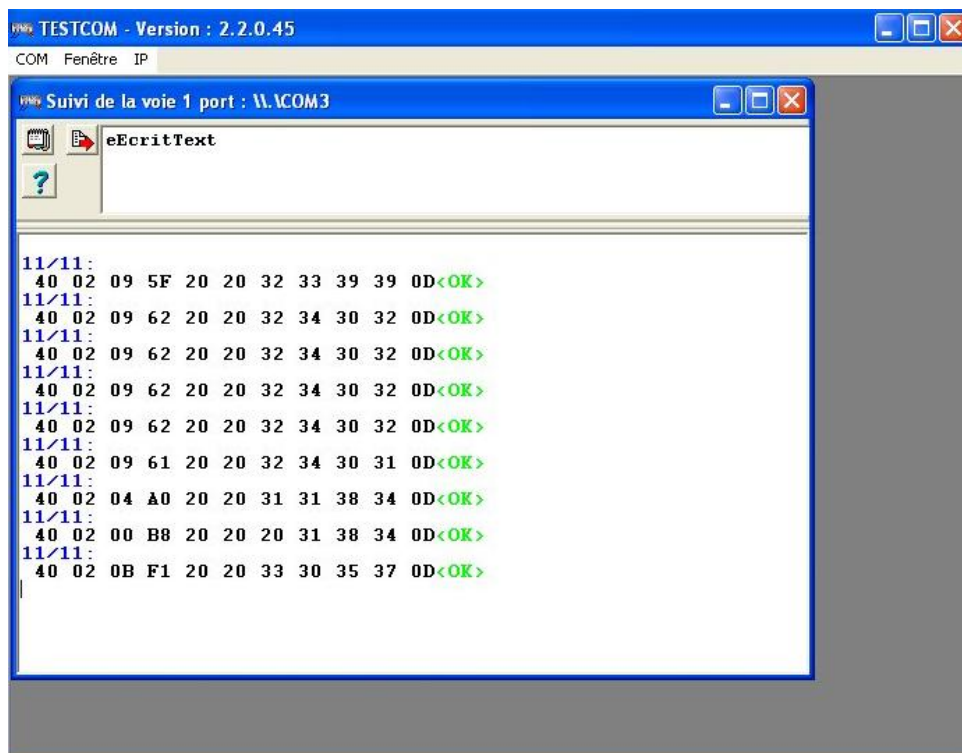 TESTCOM - Version : 2.2.0.45
COM Fenêtre IP
Suivi de la voie 1 port : \\.\COM3
eEcritText
?
11/11:
40 02 09 5F 20 20 32 33 39 39 0D<OK>
11/11:
40 02 09 62 20 20 32 34 30 32 0D<OK>
11/11:
40 02 09 62 20 20 32 34 30 32 0D<OK>
11/11:
40 02 09 62 20 20 32 34 30 32 0D<OK>
11/11:
40 02 09 62 20 20 32 34 30 32 0D<OK>
11/11:
40 02 09 61 20 20 32 34 30 31 0D<OK>
11/11:
40 02 04 A0 20 20 31 31 38 34 0D<OK>
11/11:
40 02 00 B8 20 20 20 31 38 34 0D<OK>
11/11:
40 02 0B F1 20 20 33 30 35 37 0D<OK>